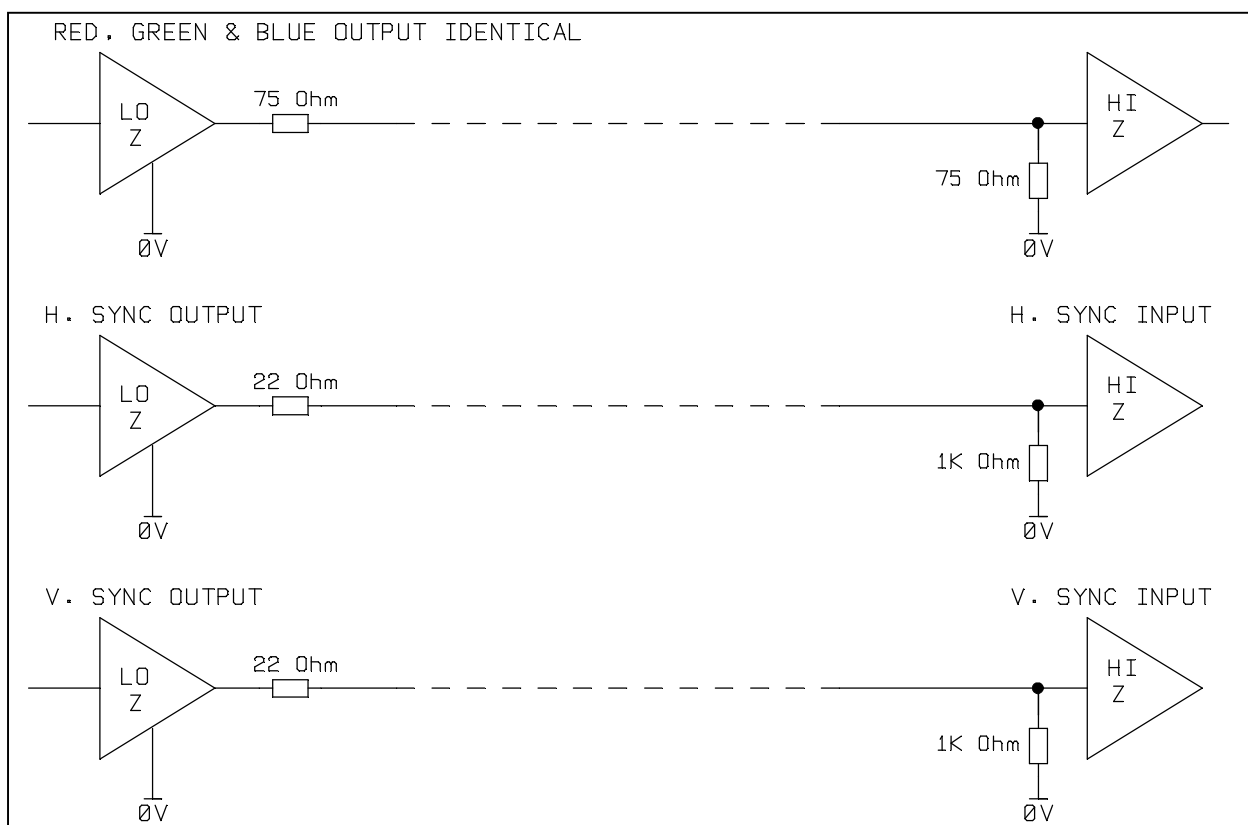 RED, GREEN & BLUE OUTPUT IDENTICAL
LO
Z
75 Ohm
HI
Z
75 Ohm
0V
0V
H. SYNC OUTPUT
H. SYNC INPUT
LO
Z
22 Ohm
HI
Z
1K Ohm
0V
0V
V. SYNC OUTPUT
V. SYNC INPUT
LO
Z
22 Ohm
HI
Z
1K Ohm
0V
0V